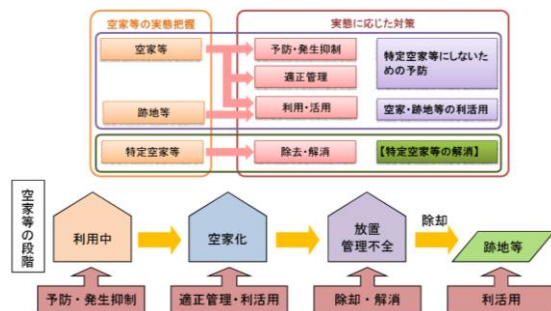 空家等の実態把握
実態に応じた対策
空家等
予防・発生抑制
特定空家等にしないた
めの予防
適正管理
跡地等
利用・活用
空家・跡地等の利活用
特定空家等
除去・解消
【特定空家等の解消】
空家等の段階
利用中
空家化
放置
管理不全
除却
跡地等
予防・発生抑制
適正管理・利活用
除却・解消
利活用